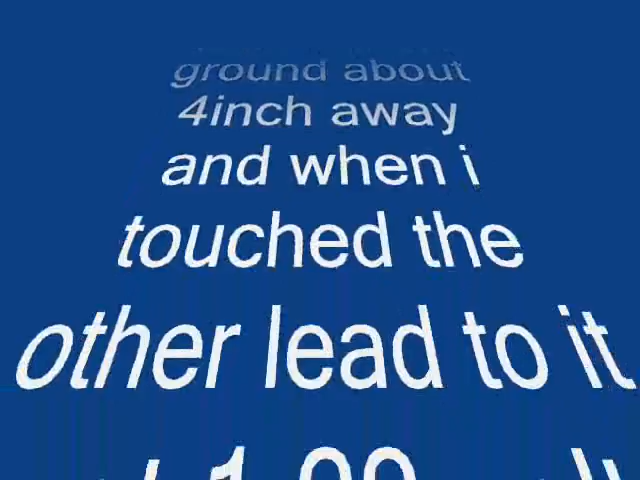 ground about
4inch away
and when i
touched the
other lead to it